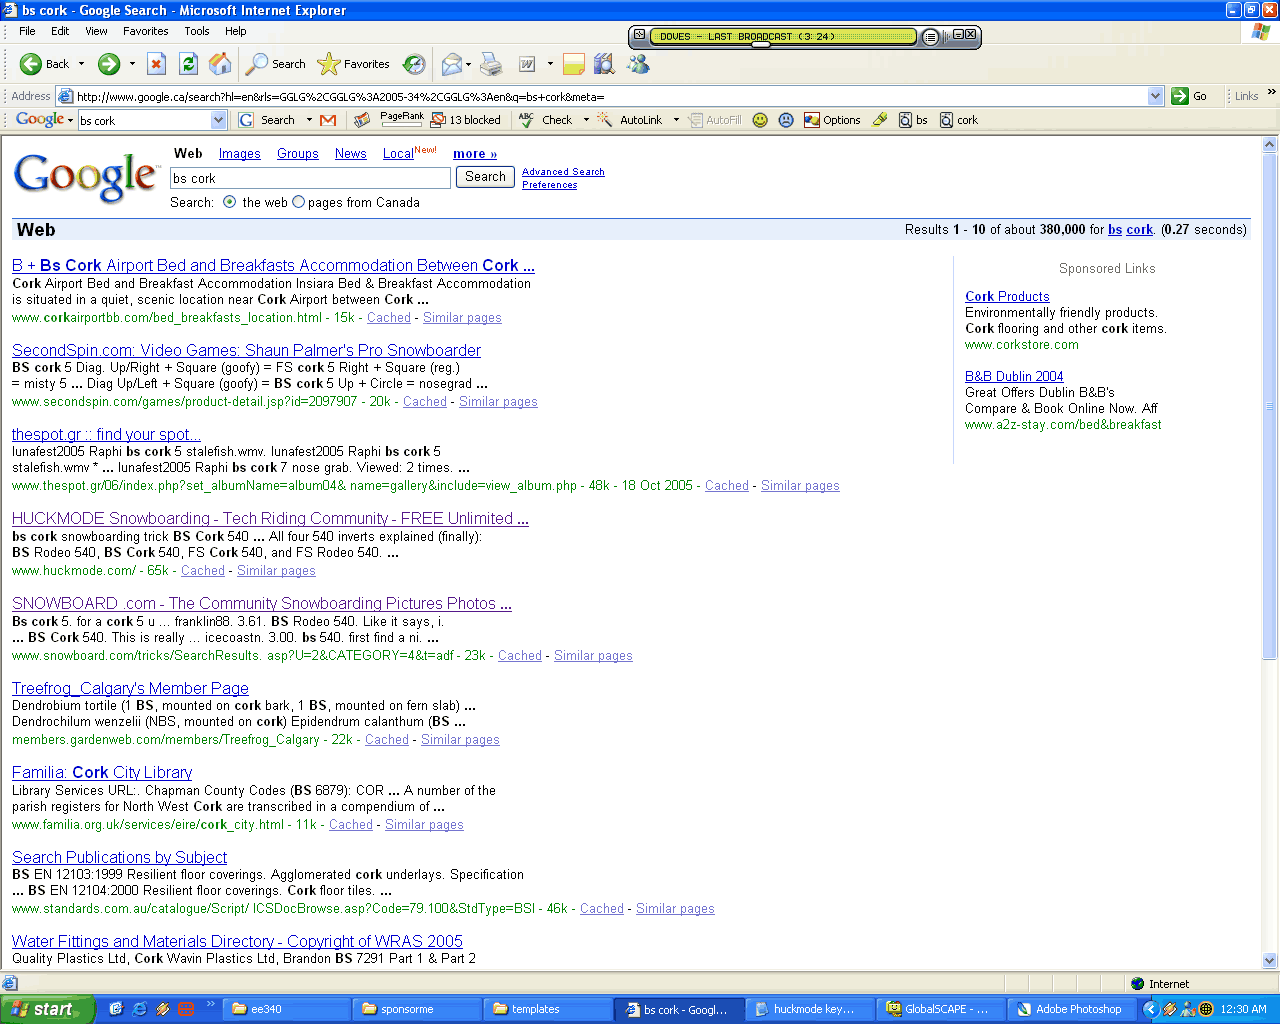 bs cork - Google Search - Microsoft Internet Explorer
File Edit View Favorites Tools Help
DOVES - LAST BROADCAST (3:24)
Back Search Favorites
Address http://www.google.ca/search?hl=en&rls=GGLG%2CGGLG%3A2005-34%2CGGLG%3Aen&q=bs+cork&meta= Go Links »
Google bs cork G Search PageRank 13 blocked ABC Check AutoLink AutoFill Options bs cork
Google™ Web Images Groups News Local New! more »
bs cork Search Advanced Search
Preferences
Search: the web pages from Canada
Web Results 1 - 10 of about 380,000 for bs cork. (0.27 seconds)
B + Bs Cork Airport Bed and Breakfasts Accommodation Between Cork ...
Cork Airport Bed and Breakfast Accommodation Insiara Bed & Breakfast Accommodation
is situated in a quiet, scenic location near Cork Airport between Cork ...
www.corkairportbb.com/bed_breakfasts_location.html - 15k - Cached - Similar pages
SecondSpin.com: Video Games: Shaun Palmer's Pro Snowboarder
BS cork 5 Diag. Up/Right + Square (goofy) = FS cork 5 Right + Square (reg.)
= misty 5 ... Diag Up/Left + Square (goofy) = BS cork 5 Up + Circle = nosegrad ...
www.secondspin.com/games/product-detail.jsp?id=2097907 - 20k - Cached - Similar pages
thespot.gr :: find your spot...
lunafest2005 Raphi bs cork 5 stalefish.wmv. lunafest2005 Raphi bs cork 5
stalefish.wmv * ... lunafest2005 Raphi bs cork 7 nose grab. Viewed: 2 times. ...
www.thespot.gr/06/index.php?set_albumName=album04& name=gallery&include=view_album.php - 48k - 18 Oct 2005 - Cached - Similar pages
HUCKMODE Snowboarding - Tech Riding Community - FREE Unlimited ...
bs cork snowboarding trick BS Cork 540 ... All four 540 inverts explained (finally):
BS Rodeo 540, BS Cork 540, FS Cork 540, and FS Rodeo 540. ...
www.huckmode.com/ - 65k - Cached - Similar pages
SNOWBOARD .com - The Community Snowboarding Pictures Photos ...
Bs cork 5. for a cork 5 u ... franklin88. 3.61. BS Rodeo 540. Like it says, i.
... BS Cork 540. This is really ... icecoastn. 3.00. bs 540. first find a ni. ...
www.snowboard.com/tricks/SearchResults. asp?U=2&CATEGORY=4&t=adf - 23k - Cached - Similar pages
Treefrog_Calgary's Member Page
Dendrobium tortile (1 BS, mounted on cork bark, 1 BS, mounted on fern slab) ...
Dendrochilum wenzelii (NBS, mounted on cork) Epidendrum calanthum (BS ...
members.gardenweb.com/members/Treefrog_Calgary - 22k - Cached - Similar pages
Familia: Cork City Library
Library Services URL:. Chapman County Codes (BS 6879): COR ... A number of the
parish registers for North West Cork are transcribed in a compendium of ...
www.familia.org.uk/services/eire/cork_city.html - 11k - Cached - Similar pages
Search Publications by Subject
BS EN 12103:1999 Resilient floor coverings. Agglomerated cork underlays. Specification
... BS EN 12104:2000 Resilient floor coverings. Cork floor tiles. ...
www.standards.com.au/catalogue/Script/ ICSDocBrowse.asp?Code=79.100&StdType=BSI - 46k - Cached - Similar pages
Water Fittings and Materials Directory - Copyright of WRAS 2005
Quality Plastics Ltd, Cork Wavin Plastics Ltd, Brandon BS 7291 Part 1 & Part 2
Sponsored Links
Cork Products
Environmentally friendly products.
Cork flooring and other cork items.
www.corkstore.com
B&B Dublin 2004
Great Offers Dublin B&B's
Compare & Book Online Now. Aff
www.a2z-stay.com/bed&breakfast
Internet
start » ee340 sponsorme templates bs cork - Googl... huckmode key... GlobalSCAPE - ... Adobe Photoshop 12:30 AM